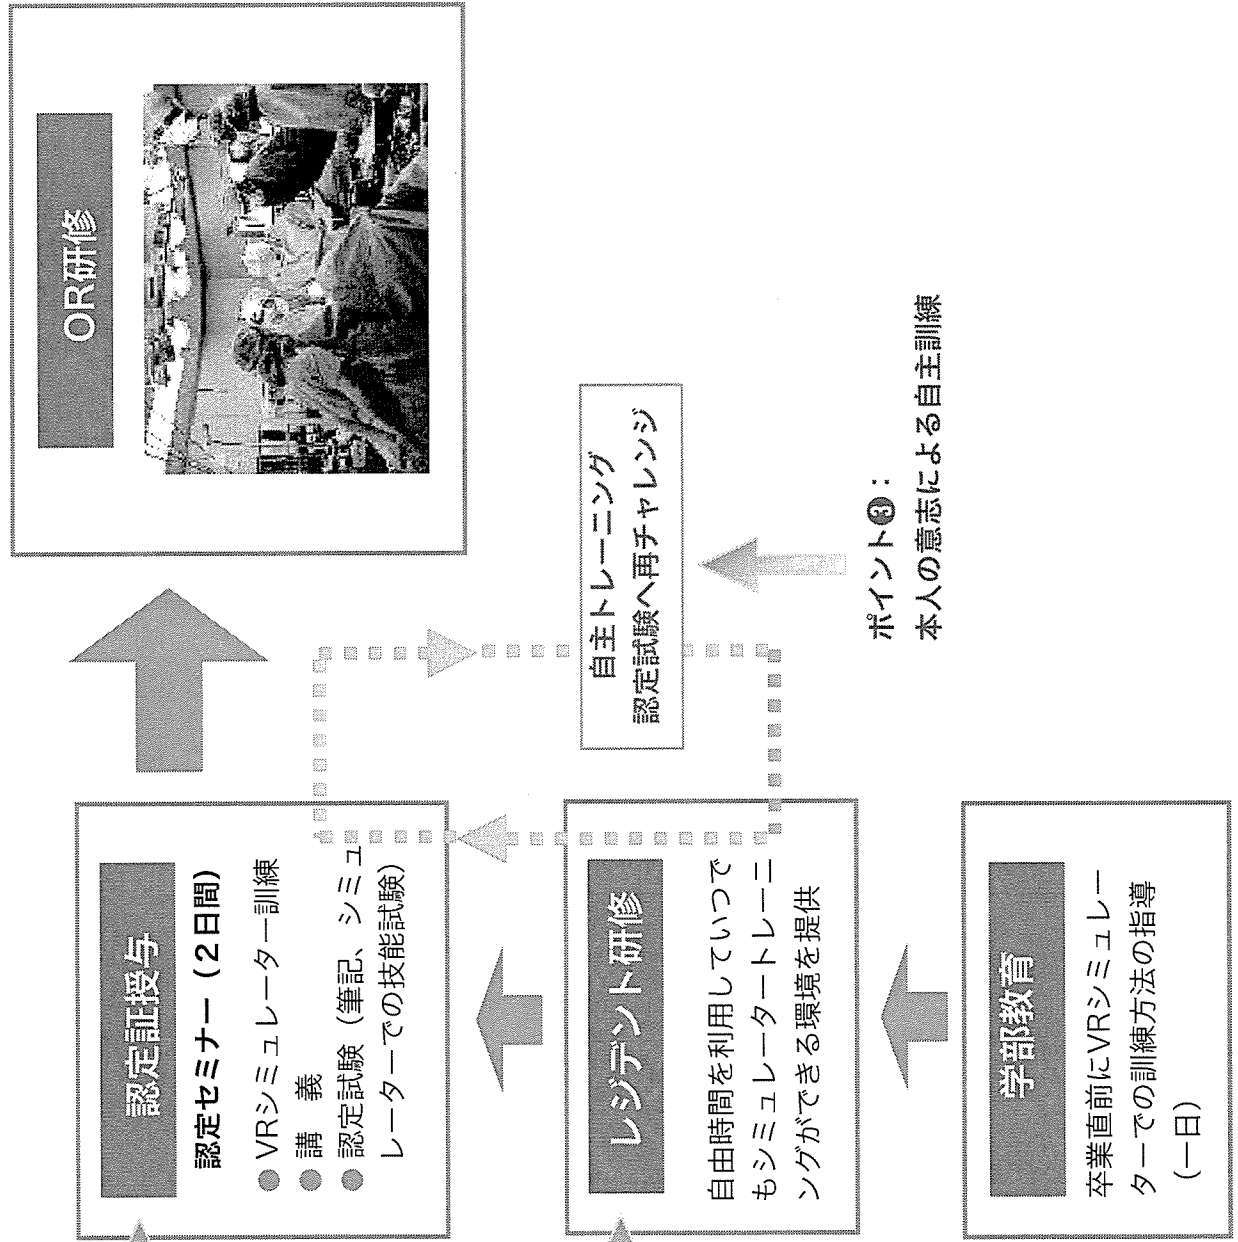 OR研修
認定証授与
認定セミナー（2日間）
● VRシミュレーター訓練
● 講　義
● 認定試験（筆記、シミュ
レーターでの技能試験）
自主トレーニング
認定試験へ再チャレンジ
ポイント❸：
本人の意志による自主訓練
レジデント研修
自由時間を利用していつで
もシミュレータートレーニ
ングができる環境を提供
学部教育
卒業直前にVRシミュレー
ターでの訓練方法の指導
（一日）